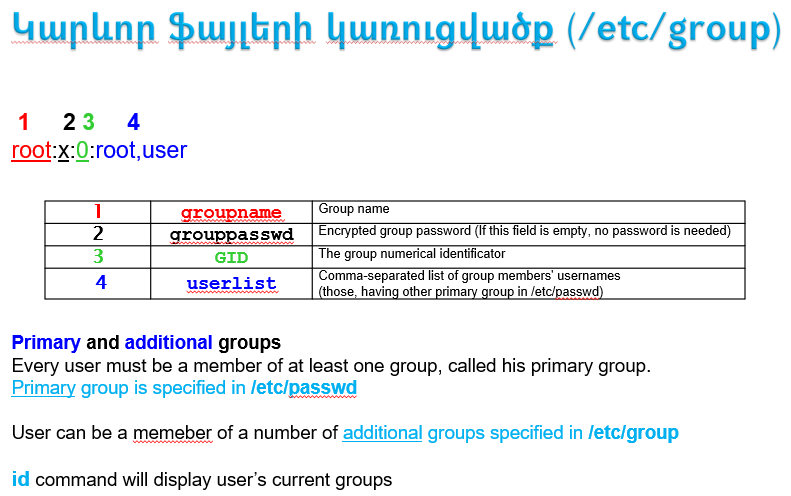 Կարևոր ֆայլերի կառուցվածք (/etc/group)
1 2 3 4
root:x:0:root,user
1 groupname Group name
2 grouppasswd Encrypted group password (If this field is empty, no password is needed)
3 GID The group numerical identificator
4 userlist Comma-separated list of group members' usernames
(those, having other primary group in /etc/passwd)
Primary and additional groups
Every user must be a member of at least one group, called his primary group.
Primary group is specified in /etc/passwd
User can be a memeber of a number of additional groups specified in /etc/group
id command will display user’s current groups